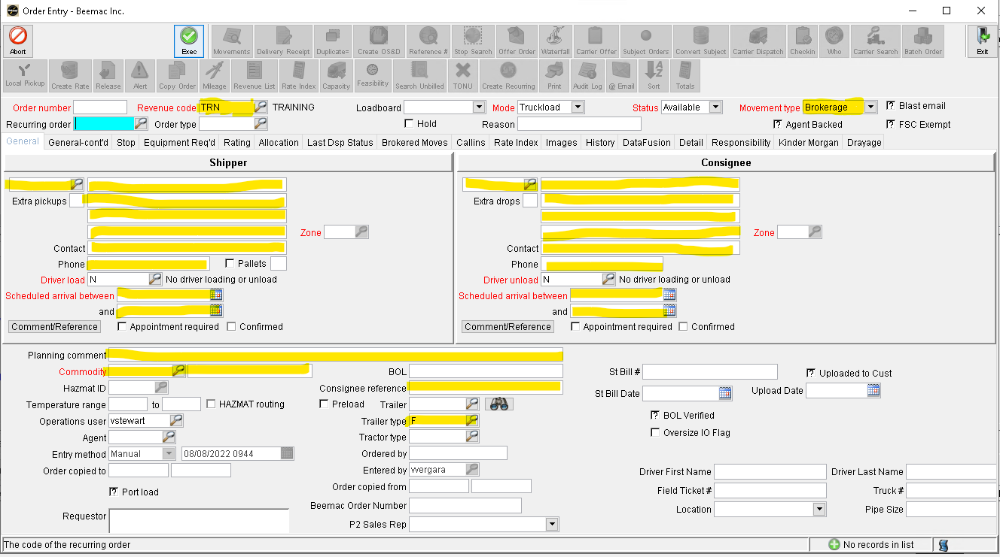 Order Entry - Beemac Inc.
Abort Exec Movements Delivery Receipt Duplicate= Create OS&D Reference # Stop Search Offer Order Waterfall Carrier Offer Subject Orders Convert Subject Carrier Dispatch Checkin Who Carrier Search Batch Order Exit
Local Pickup Create Rate Release Alert Copy Order Mileage Revenue List Rate Index Capacity Feasibility Search Unbilled TONU Create Recurring Print Audit Log @ Email Sort Totals
Order number Revenue code TRN TRAINING Loadboard Mode Truckload Status Available Movement type Brokerage ? Blast email
Recurring order Order type Hold Reason ? Agent Backed ? FSC Exempt
General General-cont'd Stop Equipment Req'd Rating Allocation Last Dsp Status Brokered Moves Callins Rate Index Images History DataFusion Detail Responsibility Kinder Morgan Drayage
Shipper Consignee
Extra pickups Extra drops
Zone Zone
Contact Contact
Phone Pallets Phone
Driver load N No driver loading or unload Driver unload N No driver loading or unload
Scheduled arrival between Scheduled arrival between
and and
Comment/Reference Appointment required Confirmed Comment/Reference Appointment required Confirmed
Planning comment
Commodity BOL St Bill # ? Uploaded to Cust
Hazmat ID Consignee reference St Bill Date Upload Date
Temperature range to HAZMAT routing Preload Trailer
Operations user vstewart Trailer type F ? BOL Verified
Agent Tractor type Oversize IO Flag
Entry method Manual 08/08/2022 0944 Ordered by
Order copied to Entered by vvergara Driver First Name Driver Last Name
? Port load Order copied from Field Ticket # Truck #
Requestor Beemac Order Number Location Pipe Size
P2 Sales Rep
The code of the recurring order No records in list